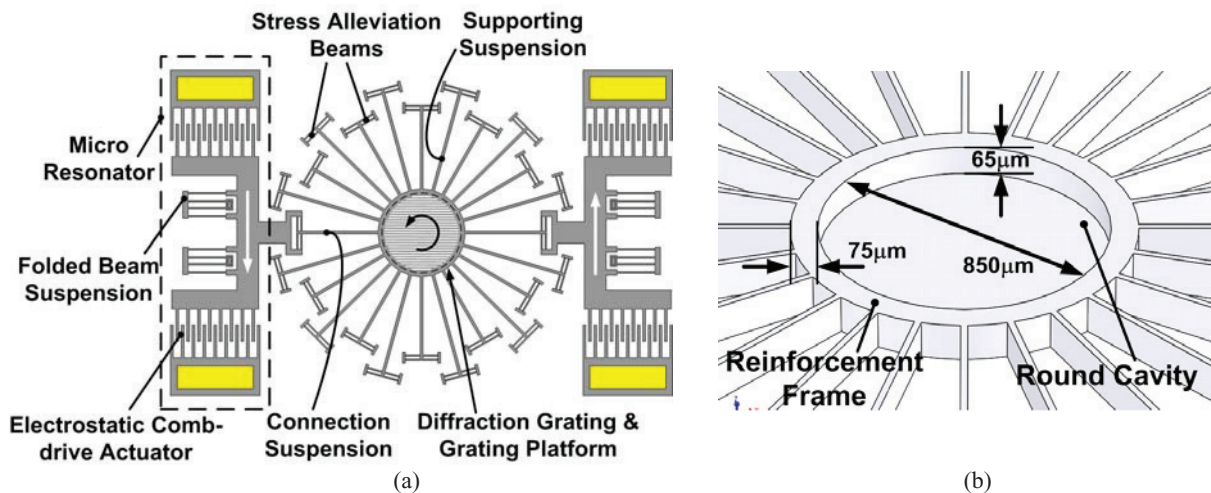 Stress Alleviation
Beams
Supporting
Suspension
Micro
Resonator
Folded Beam
Suspension
Electrostatic Comb-
drive Actuator
Connection
Suspension
Diffraction Grating &
Grating Platform
(a)
65μm
75μm
850μm
Reinforcement
Frame
Round Cavity
(b)